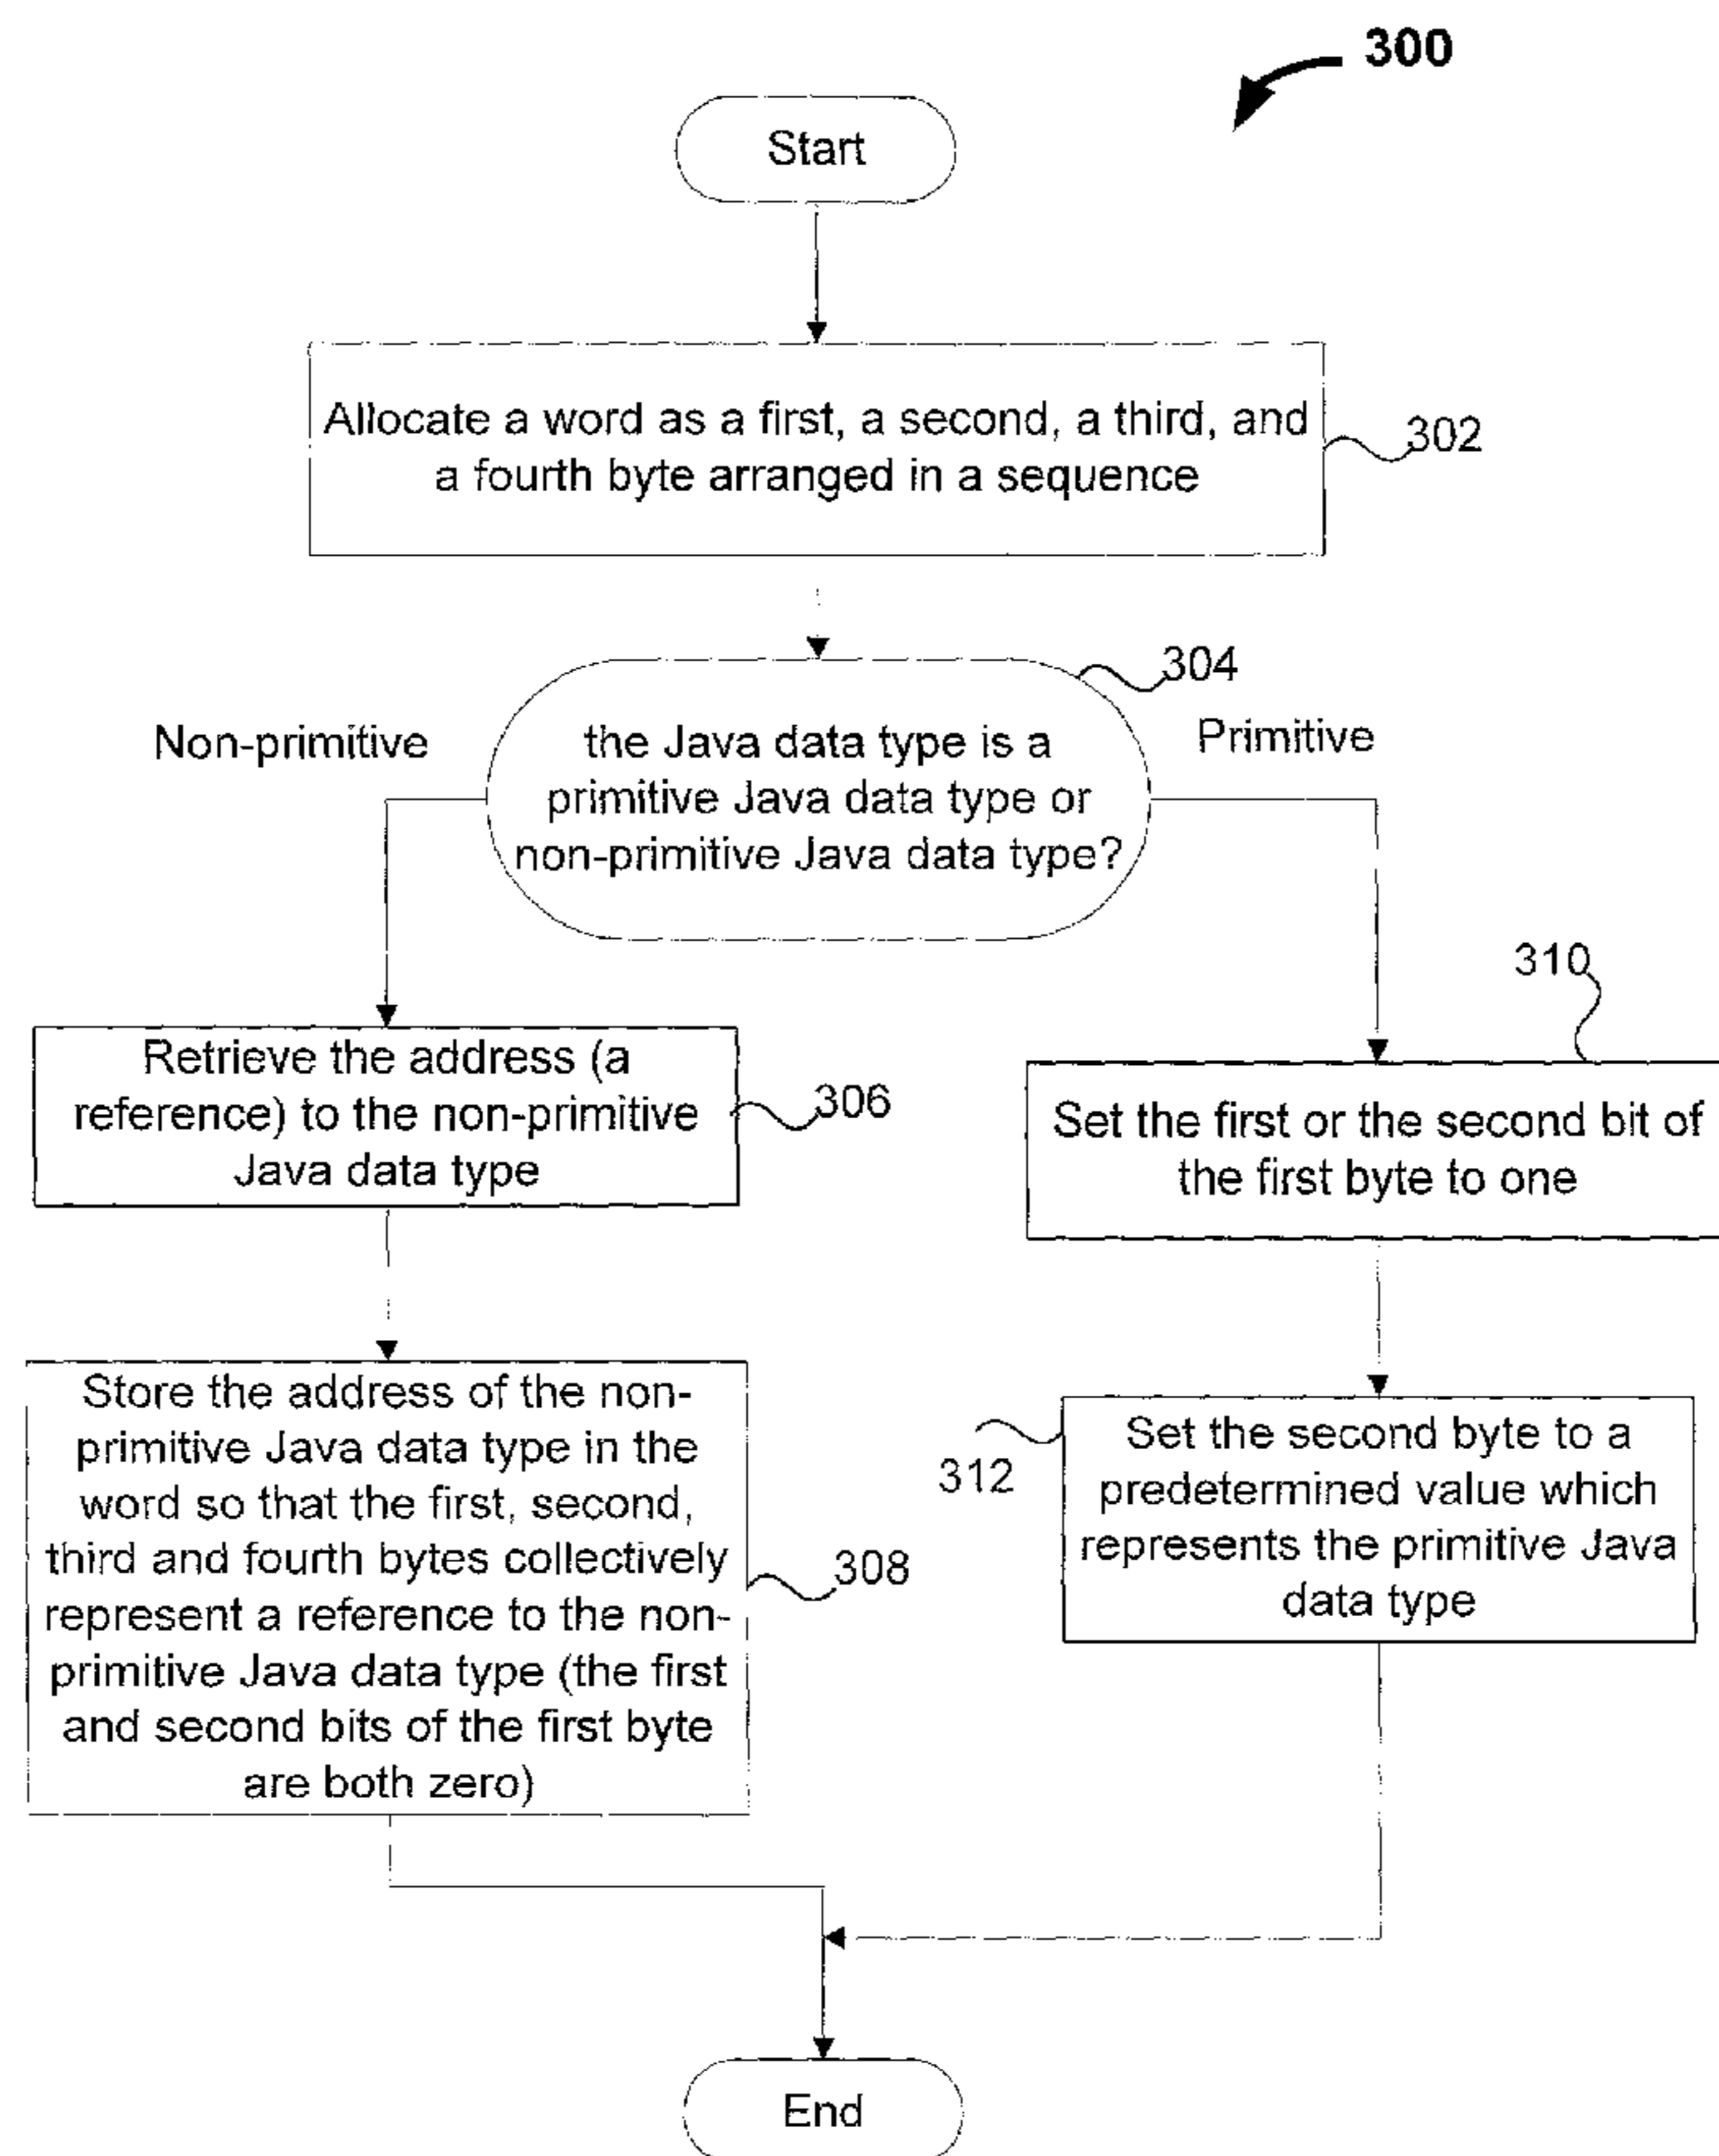 300
Start
Allocate a word as a first, a second, a third, and
a fourth byte arranged in a sequence
302
304
Non-primitive
the Java data type is a
primitive Java data type or
non-primitive Java data type?
Primitive
310
Retrieve the address (a
reference) to the non-primitive
Java data type
306
Set the first or the second bit of
the first byte to one
Store the address of the non-
primitive Java data type in the
word so that the first, second,
third and fourth bytes collectively
represent a reference to the non-
primitive Java data type (the first
and second bits of the first byte
are both zero)
308
312
Set the second byte to a
predetermined value which
represents the primitive Java
data type
End